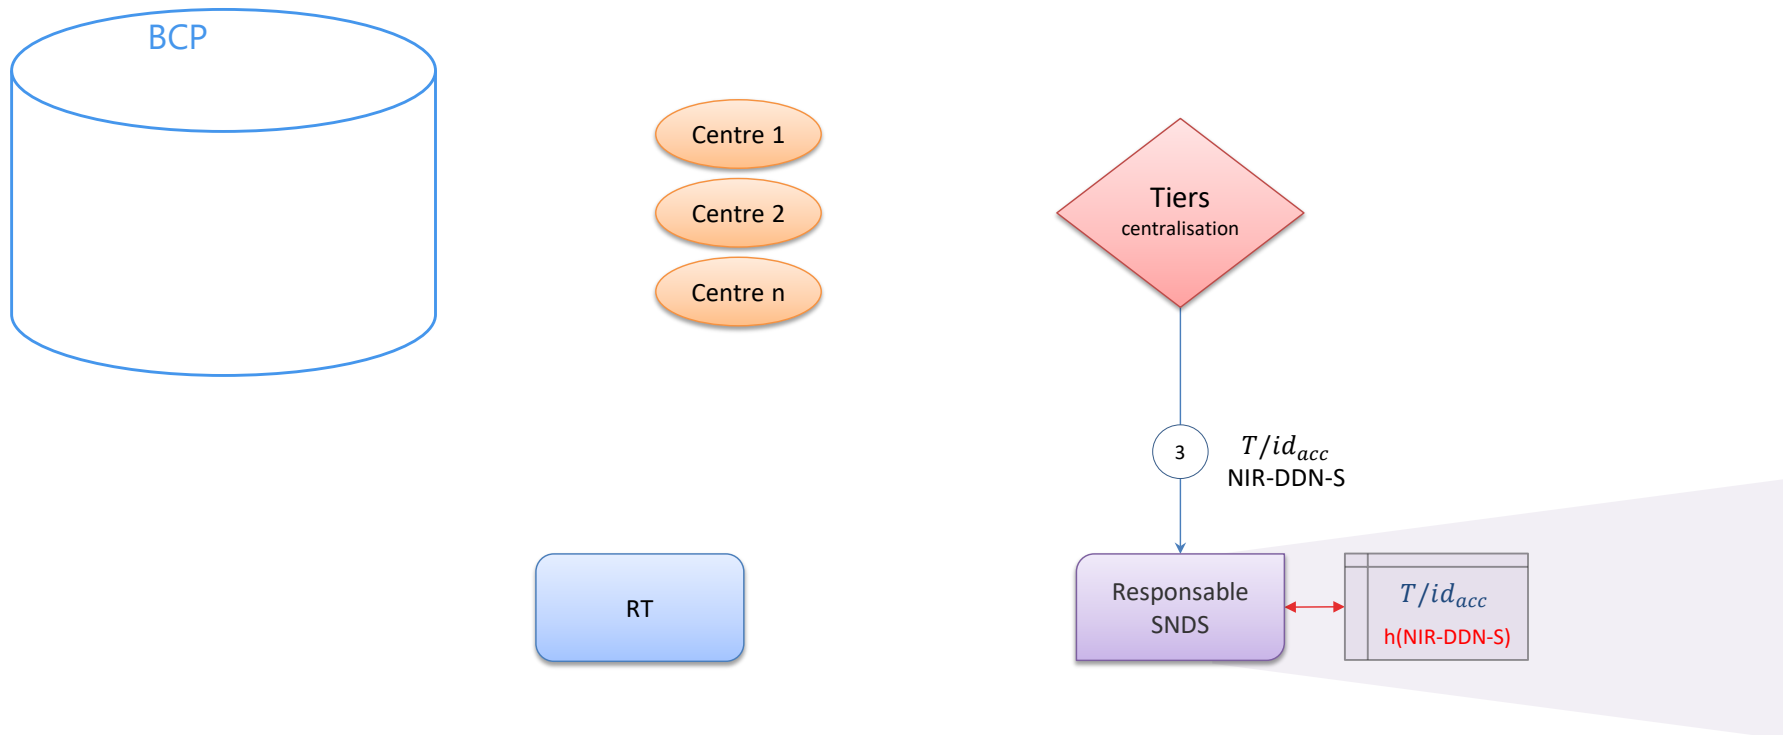 BCP
Centre 1
Centre 2
Centre n
Tiers
centralisation
3
T/id_acc
NIR-DDN-S
RT
Responsable
SNDS
T/id_acc
h(NIR-DDN-S)